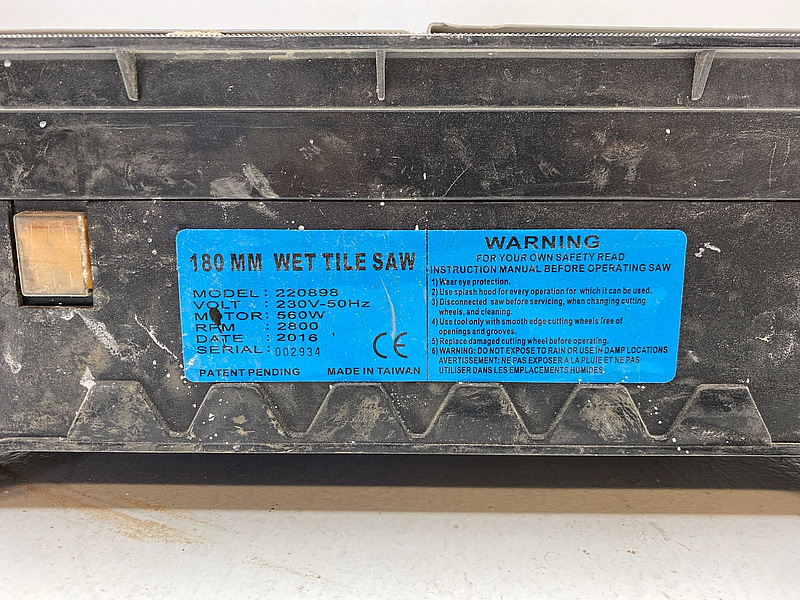 180 MM WET TILE SAW
MODEL : 220898
VOLT : 230V-50Hz
MOTOR: 560W
RPM : 2800
DATE : 2016
SERIAL: 002934
CE
PATENT PENDING MADE IN TAIWAN
WARNING
FOR YOUR OWN SAFETY READ
INSTRUCTION MANUAL BEFORE OPERATING SAW
1) Wear eye protection.
2) Use splash hood for every operation for which it can be used.
3) Disconnected saw before servicing, when changing cutting
wheels, and cleaning.
4) Use tool only with smooth edge cutting wheels free of
openings and grooves.
5) Replace damaged cutting wheel before operating.
6) WARNING: DO NOT EXPOSE TO RAIN OR USE IN DAMP LOCATIONS
AVERTISSEMENT: NE PAS EXPOSER A LA PLUIE ET NE PAS
UTILISER DANS LES EMPLACEMENTS HUMIDES.